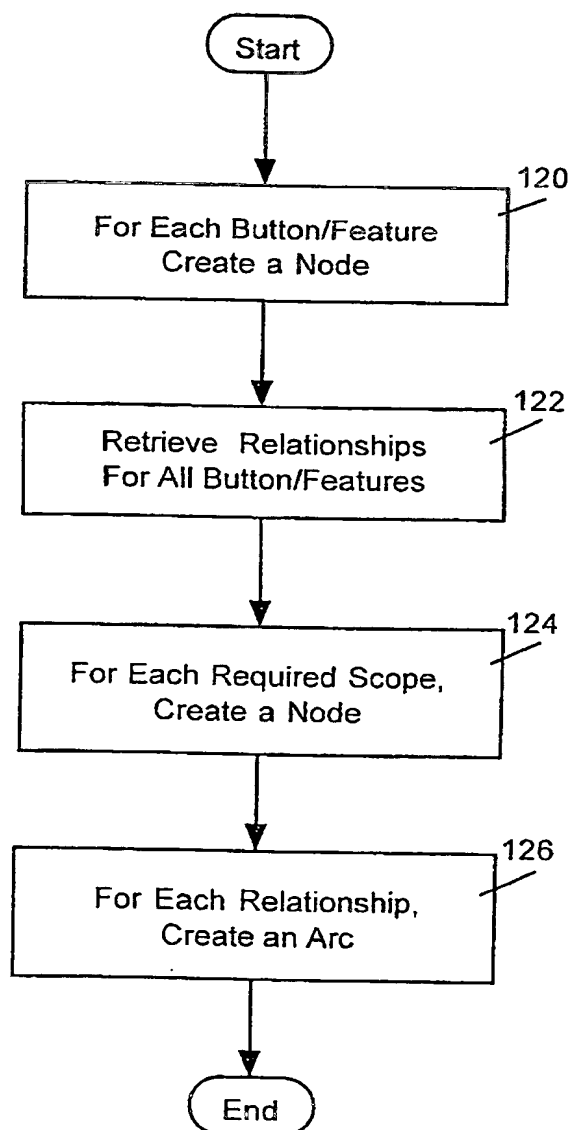 Start
120
For Each Button/Feature
Create a Node
122
Retrieve Relationships
For All Button/Features
124
For Each Required Scope,
Create a Node
126
For Each Relationship,
Create an Arc
End